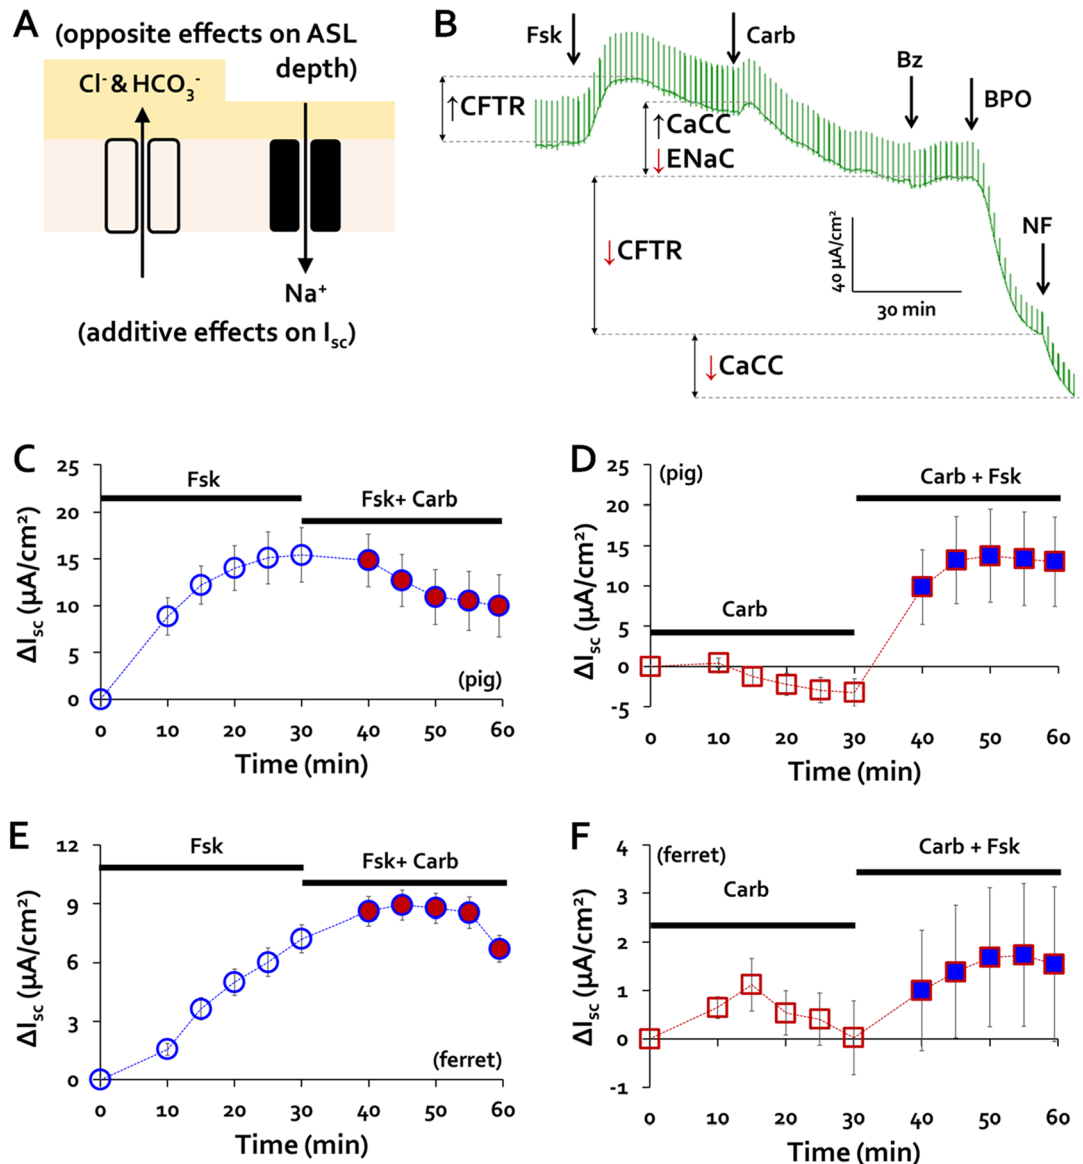 A
(opposite effects on ASL
depth)
Cl⁻ & HCO₃⁻
Na⁺
(additive effects on Isc)
B
Fsk
Carb
Bz
BPO
↑CFTR
↑CaCC
↓ENaC
↓CFTR
NF
40 µA/cm²
30 min
↓CaCC
C
25
20
15
10
5
0
ΔIsc (µA/cm²)
Fsk
Fsk+ Carb
(pig)
0 10 20 30 40 50 60
Time (min)
D
25
20
15
10
5
0
-5
ΔIsc (µA/cm²)
(pig)
Carb + Fsk
Carb
0 10 20 30 40 50 60
Time (min)
E
12
9
6
3
0
ΔIsc (µA/cm²)
Fsk
Fsk+ Carb
(ferret)
0 10 20 30 40 50 60
Time (min)
F
4
3
2
1
0
-1
ΔIsc (µA/cm²)
(ferret)
Carb + Fsk
Carb
0 10 20 30 40 50 60
Time (min)